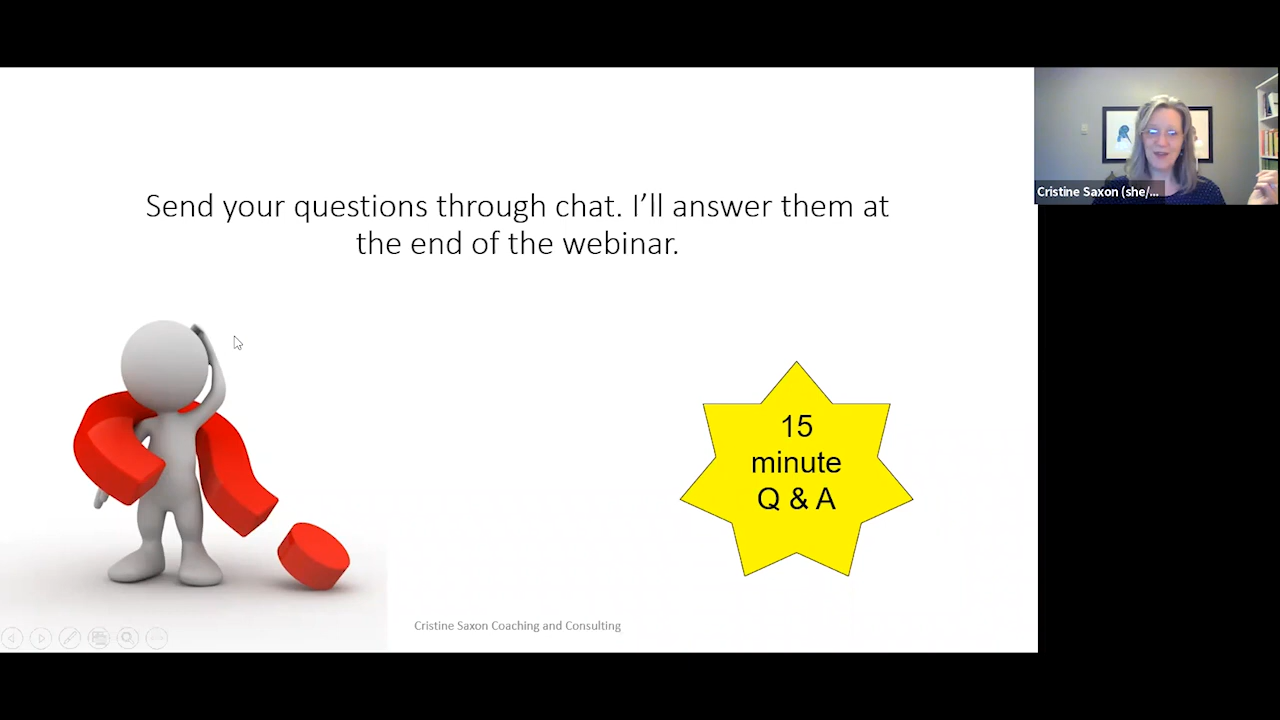 Send your questions through chat. I’ll answer them at
the end of the webinar.
Cristine Saxon (she/...
15
minute
Q & A
Cristine Saxon Coaching and Consulting